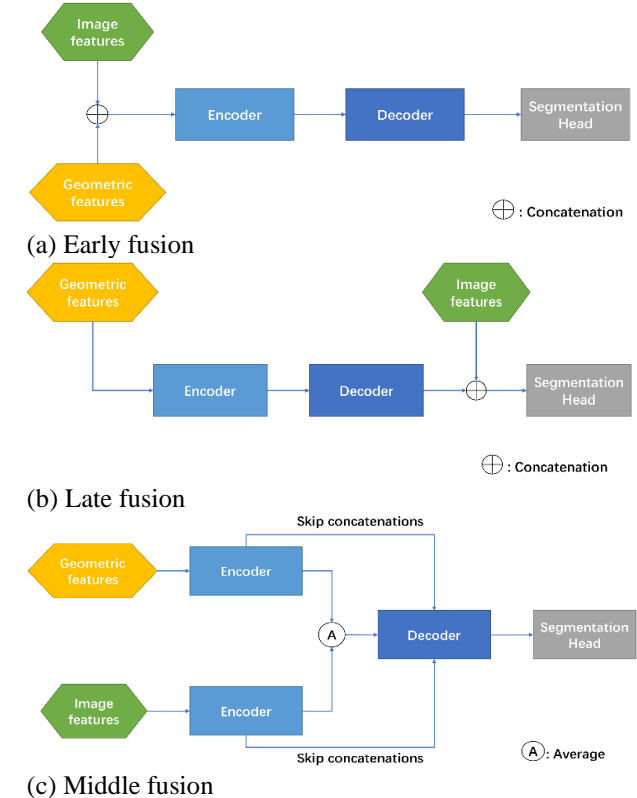 Image
features
Encoder
Decoder
Segmentation
Head
Geometric
features
: Concatenation
(a) Early fusion
Geometric
features
Image
features
Encoder
Decoder
Segmentation
Head
: Concatenation
(b) Late fusion
Skip concatenations
Geometric
features
Encoder
A
Decoder
Segmentation
Head
Image
features
Encoder
Skip concatenations
A : Average
(c) Middle fusion